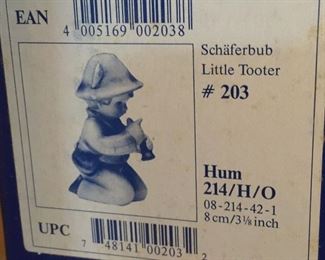 EAN
4 005169 002038
Schäferbub
Little Tooter
# 203
Hum
214/H/O
08-214-42-1
8 cm/3⅛ inch
UPC
7 48141 00203 2